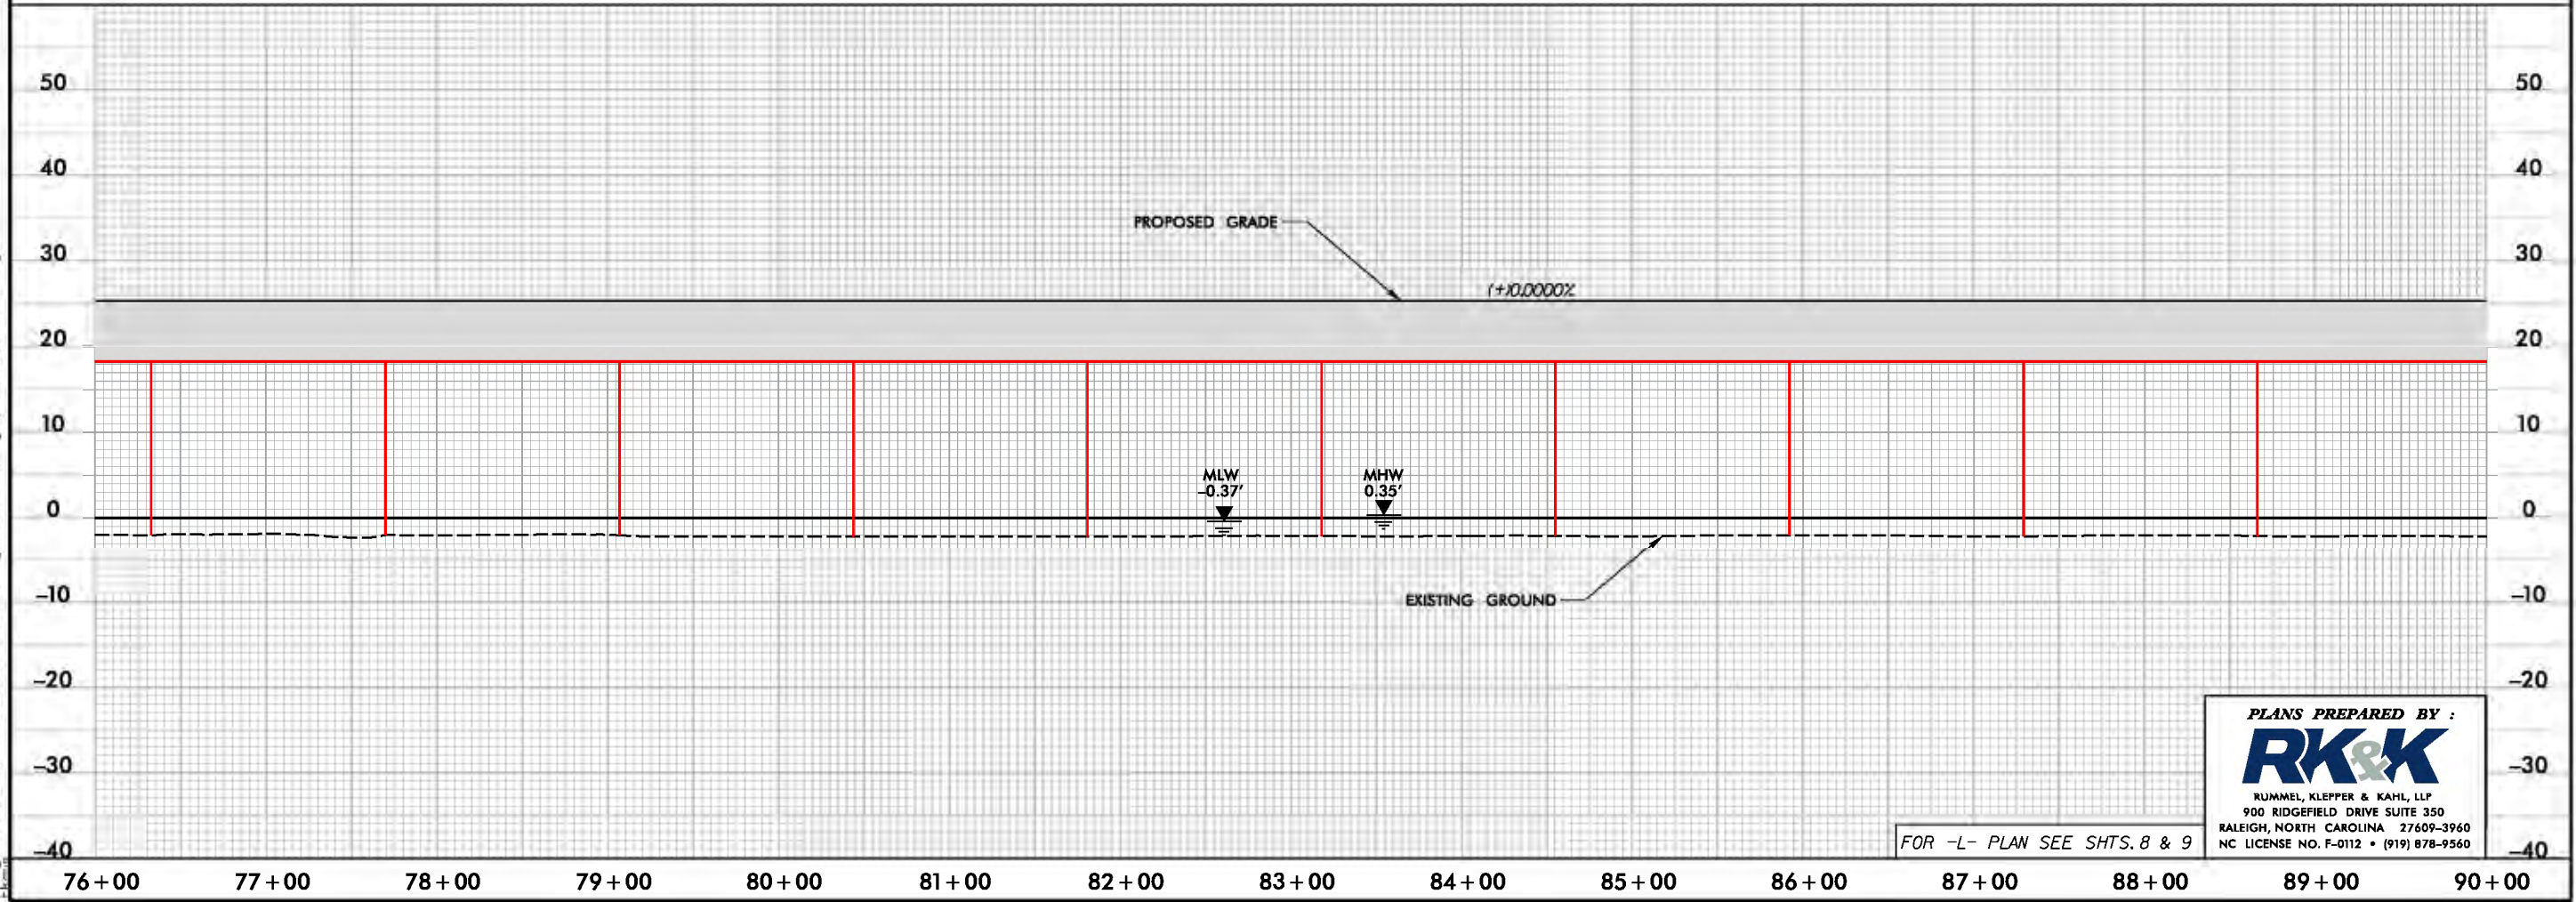 50 50
40 40
PROPOSED GRADE
30 30
(+)0.0000%
20 20
10 10
MLW MHW
-0.37' 0.35'
0 0
-10 -10
EXISTING GROUND
-20 -20
PLANS PREPARED BY :
RK&K
-30 -30
RUMMEL, KLEPPER & KAHL, LLP
900 RIDGEFIELD DRIVE SUITE 350
RALEIGH, NORTH CAROLINA 27609-3960
FOR -L- PLAN SEE SHTS. 8 & 9
NC LICENSE NO. F-0112 • (919) 878-9560
-40 -40
76+00 77+00 78+00 79+00 80+00 81+00 82+00 83+00 84+00 85+00 86+00 87+00 88+00 89+00 90+00